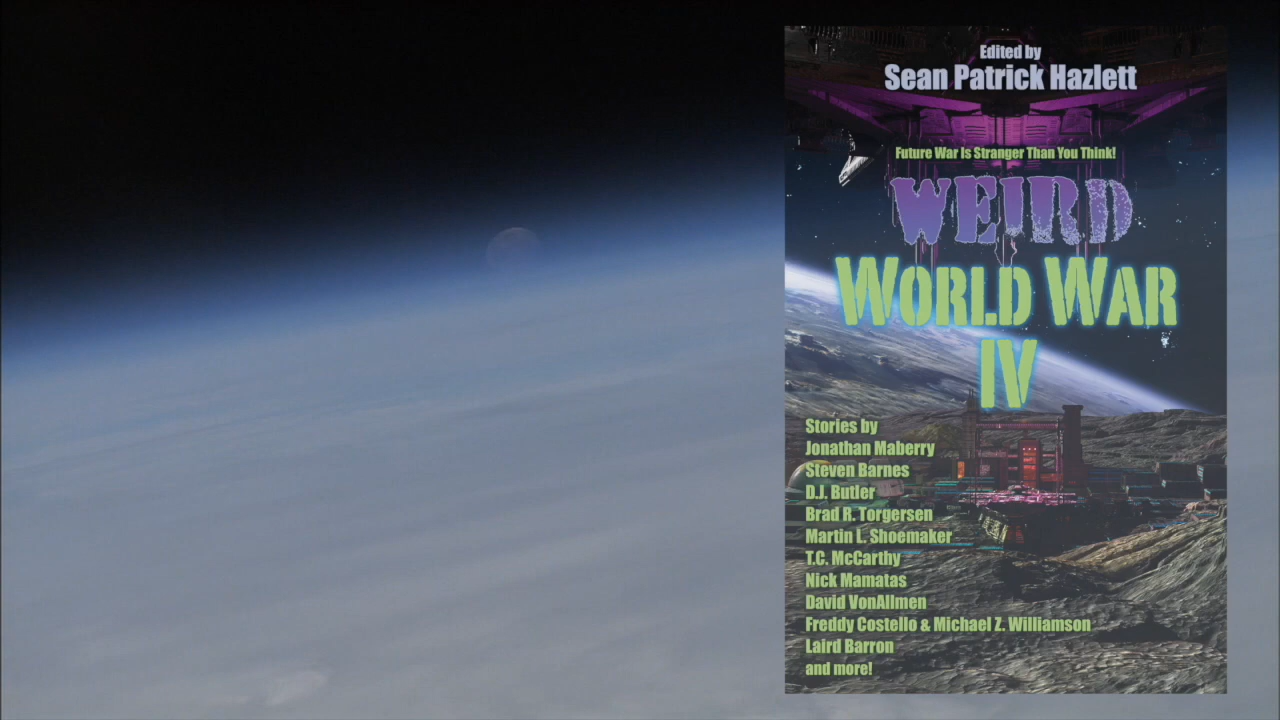 Edited by
Sean Patrick Hazlett
Future War Is Stranger Than You Think!
WEIRD
WORLD WAR
IV
Stories by
Jonathan Maberry
Steven Barnes
D.J. Butler
Brad R. Torgersen
Martin L. Shoemaker
T.C. McCarthy
Nick Mamatas
David VonAllmen
Freddy Costello & Michael Z. Williamson
Laird Barron
and more!